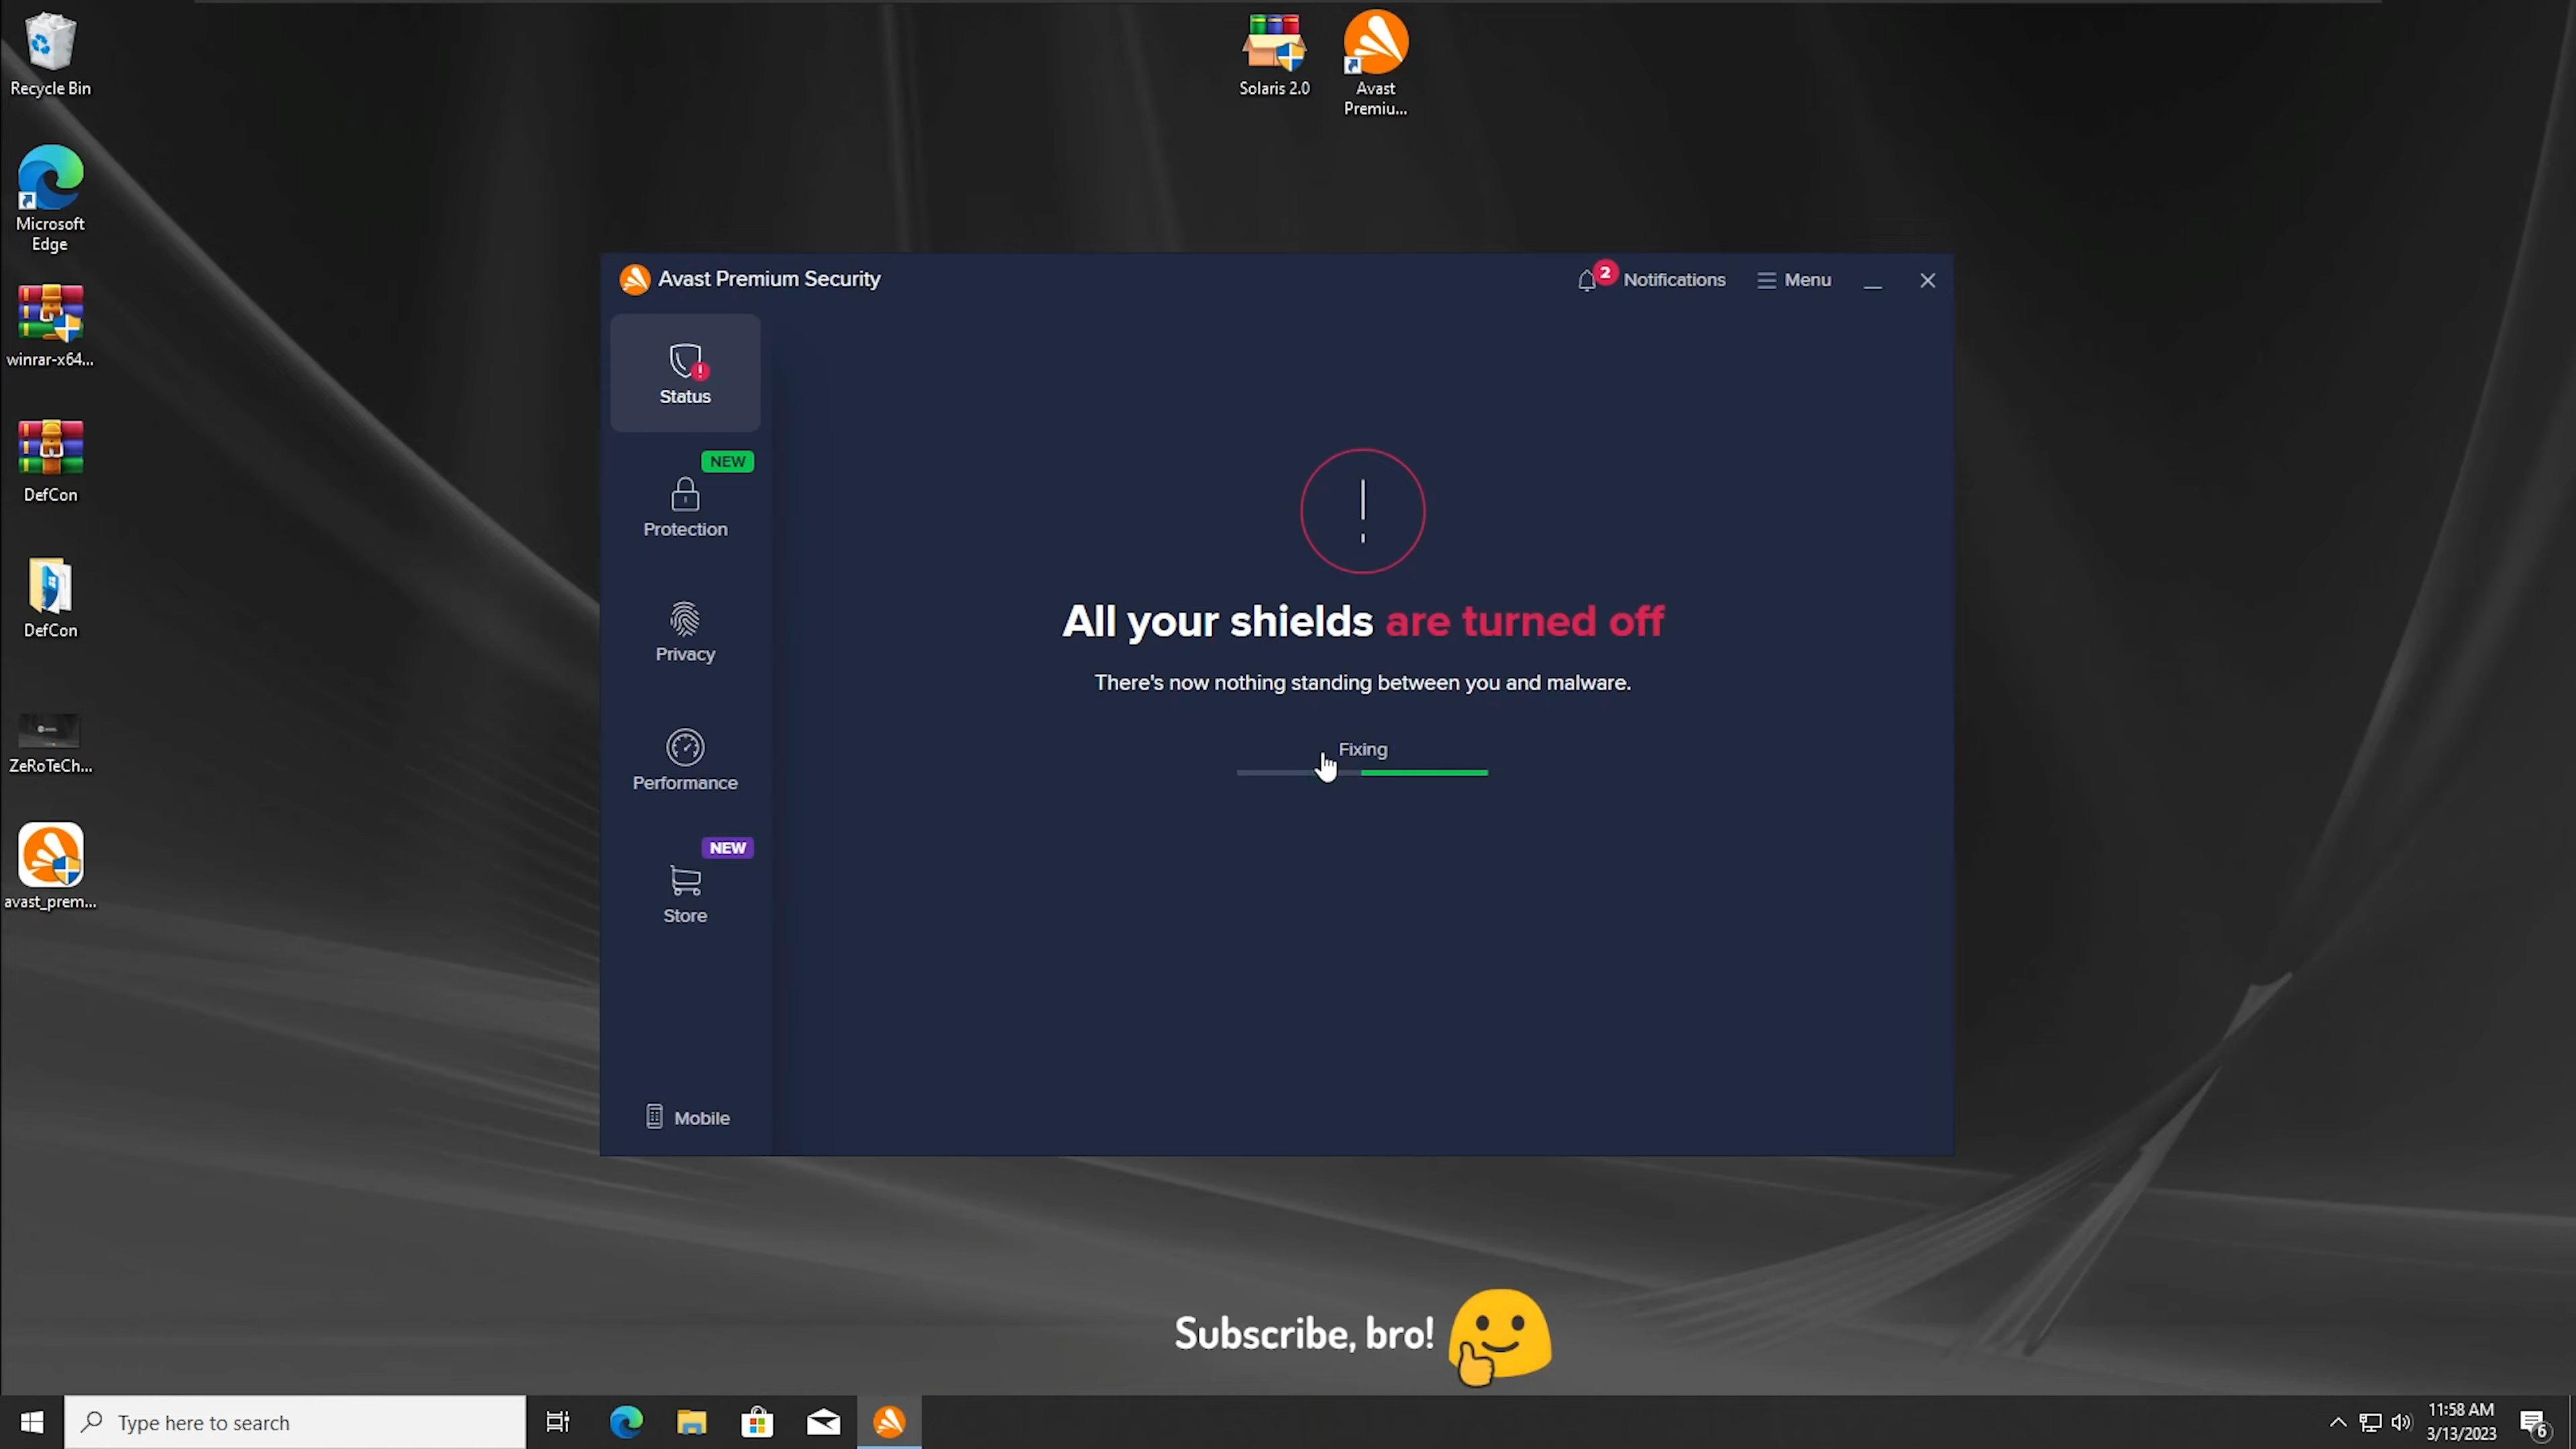 Recycle Bin
Microsoft
Edge
winrar-x64...
DefCon
DefCon
ZeRoTeCh...
avast_prem...
Solaris 2.0
Avast
Premiu...
Avast Premium Security
2
Notifications
Menu
Status
NEW
Protection
Privacy
Performance
NEW
Store
Mobile
All your shields are turned off
There's now nothing standing between you and malware.
Fixing
Subscribe, bro!
Type here to search
11:58 AM
3/13/2023
6